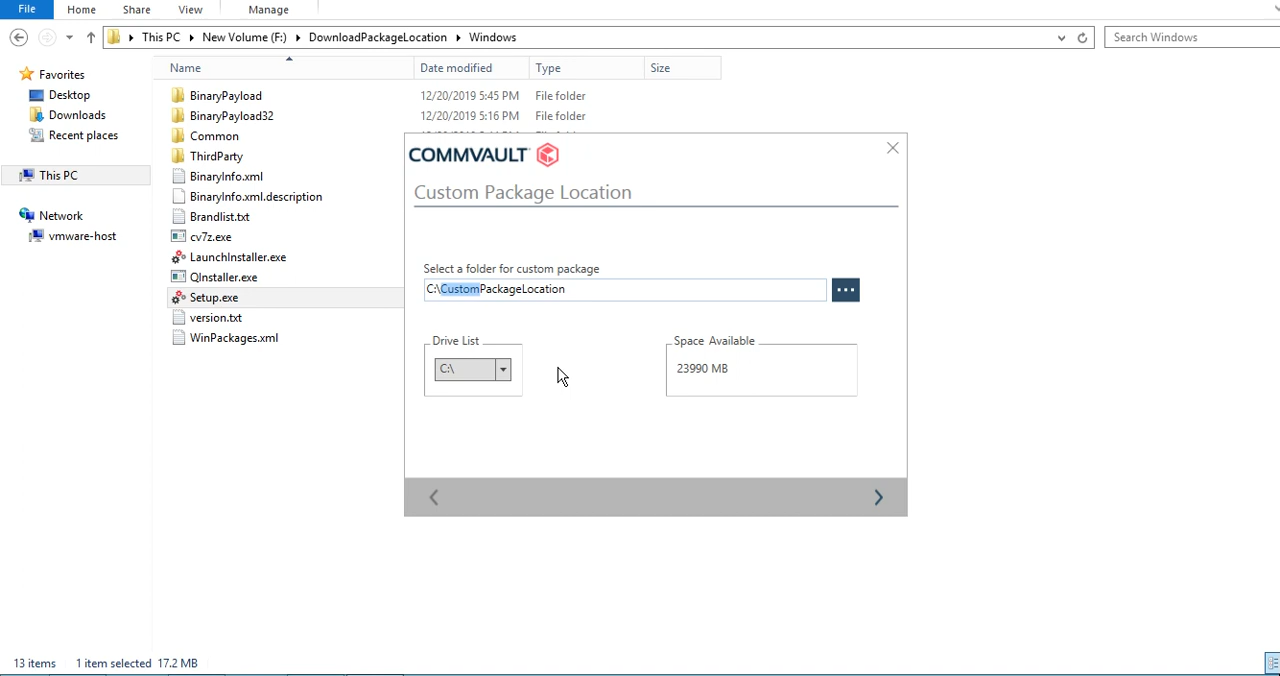 File Home Share View Manage
This PC New Volume (F:) DownloadPackageLocation Windows Search Windows
Name Date modified Type Size
Favorites
Desktop
Downloads
Recent places
This PC
Network
vmware-host
BinaryPayload 12/20/2019 5:45 PM File folder
BinaryPayload32 12/20/2019 5:16 PM File folder
Common
ThirdParty
BinaryInfo.xml
BinaryInfo.xml.description
Brandlist.txt
cv7z.exe
LaunchInstaller.exe
QInstaller.exe
Setup.exe
version.txt
WinPackages.xml
COMMVAULT
Custom Package Location
Select a folder for custom package
C:\CustomPackageLocation
Drive List Space Available
C:\ 23990 MB
13 items 1 item selected 17.2 MB